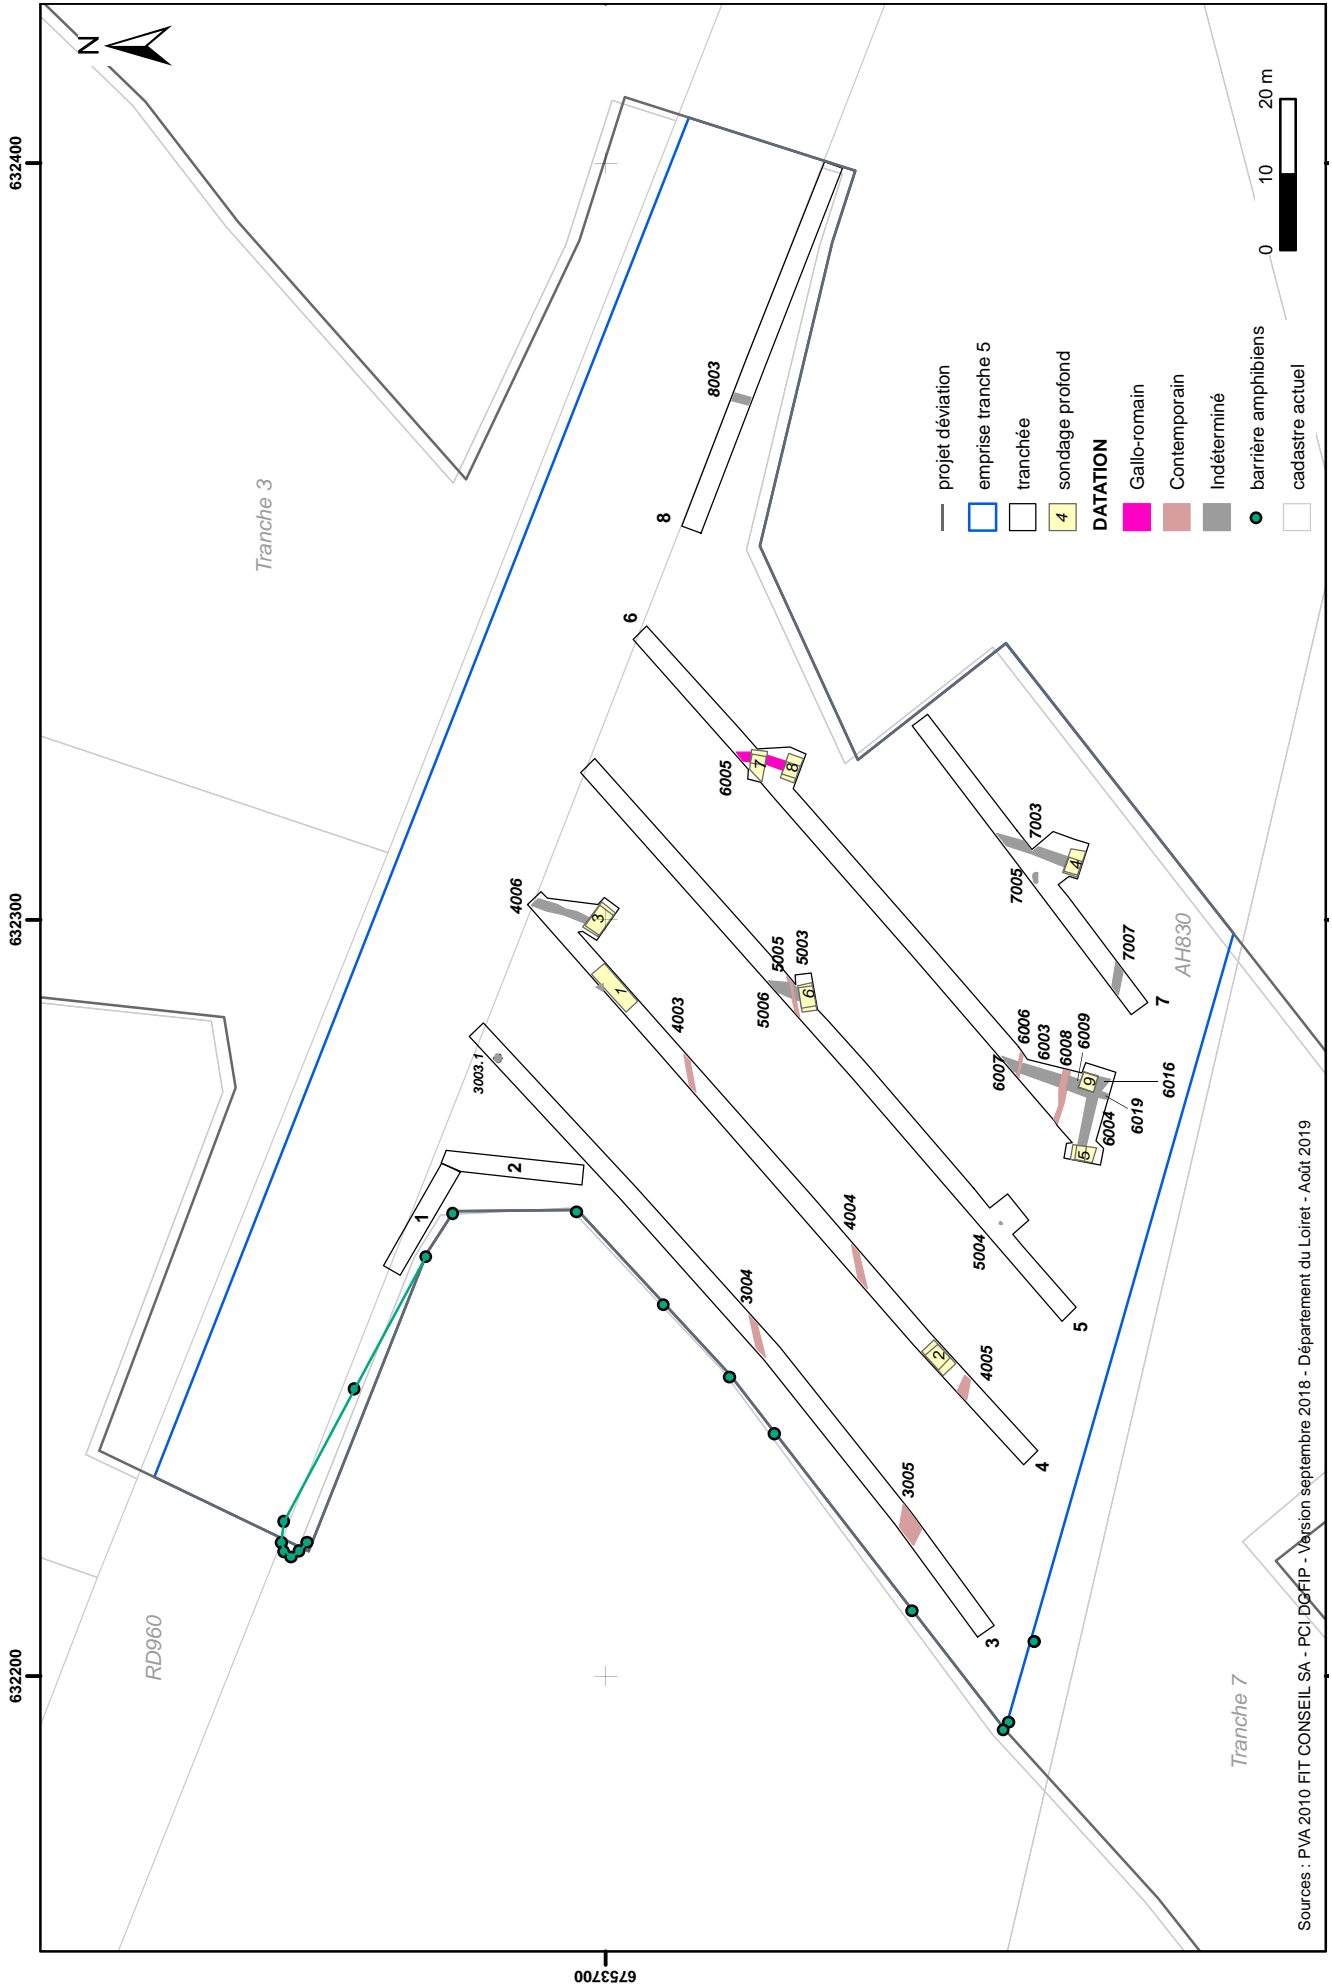 632200
632300
632400
6753700
N
Tranche 3
RD960
Tranche 7
AH830
1
2
3
4
5
6
7
8
3003.1
3004
3005
4003
4004
4005
4006
5003
5004
5005
5006
6003
6004
6005
6006
6007
6008
6009
6016
6019
7003
7005
7007
8003
1
2
3
4
5
6
7
8
9
projet déviation
emprise tranche 5
tranchée
4
sondage profond
DATATION
Gallo-romain
Contemporain
Indéterminé
barrière amphibiens
cadastre actuel
0 10 20 m
Sources : PVA 2010 FIT CONSEIL SA - PCI DGFIP - Version septembre 2018 - Département du Loiret - Août 2019